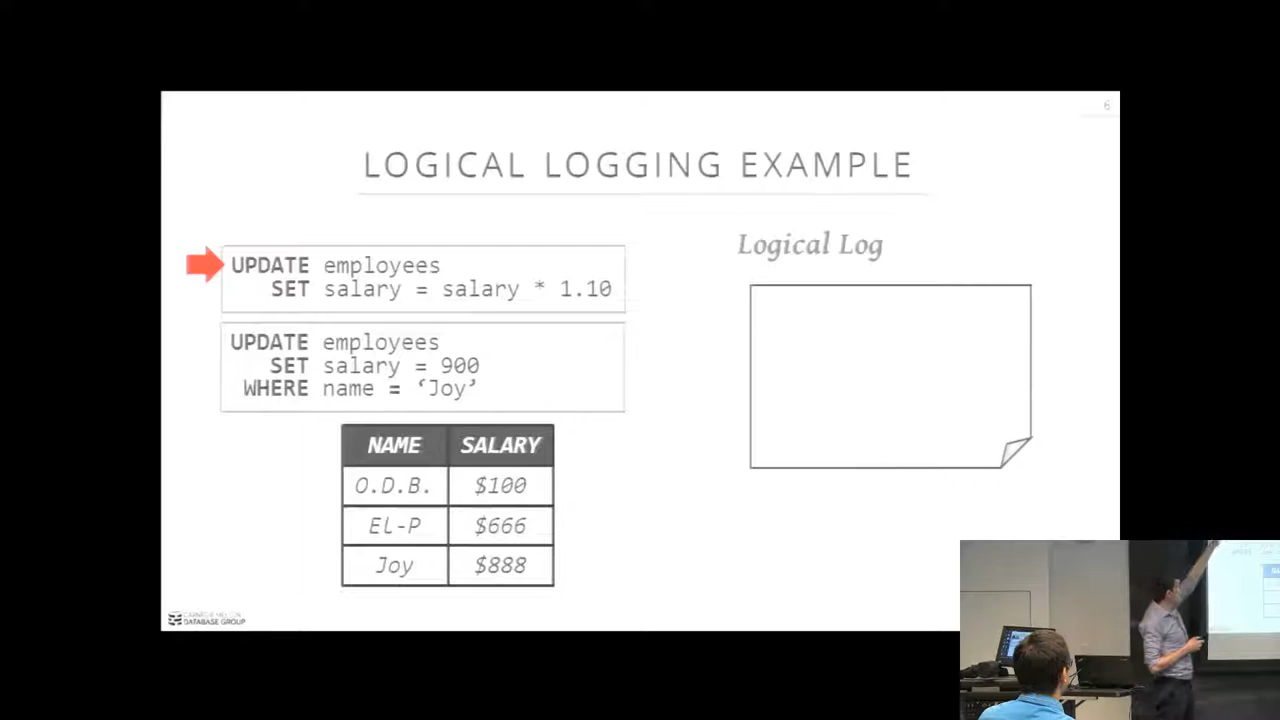 6
LOGICAL LOGGING EXAMPLE
UPDATE employees
SET salary = salary * 1.10
UPDATE employees
SET salary = 900
WHERE name = ‘Joy’
NAME SALARY
O.D.B. $100
El-P $666
Joy $888
Logical Log
CARNEGIE MELLON
DATABASE GROUP